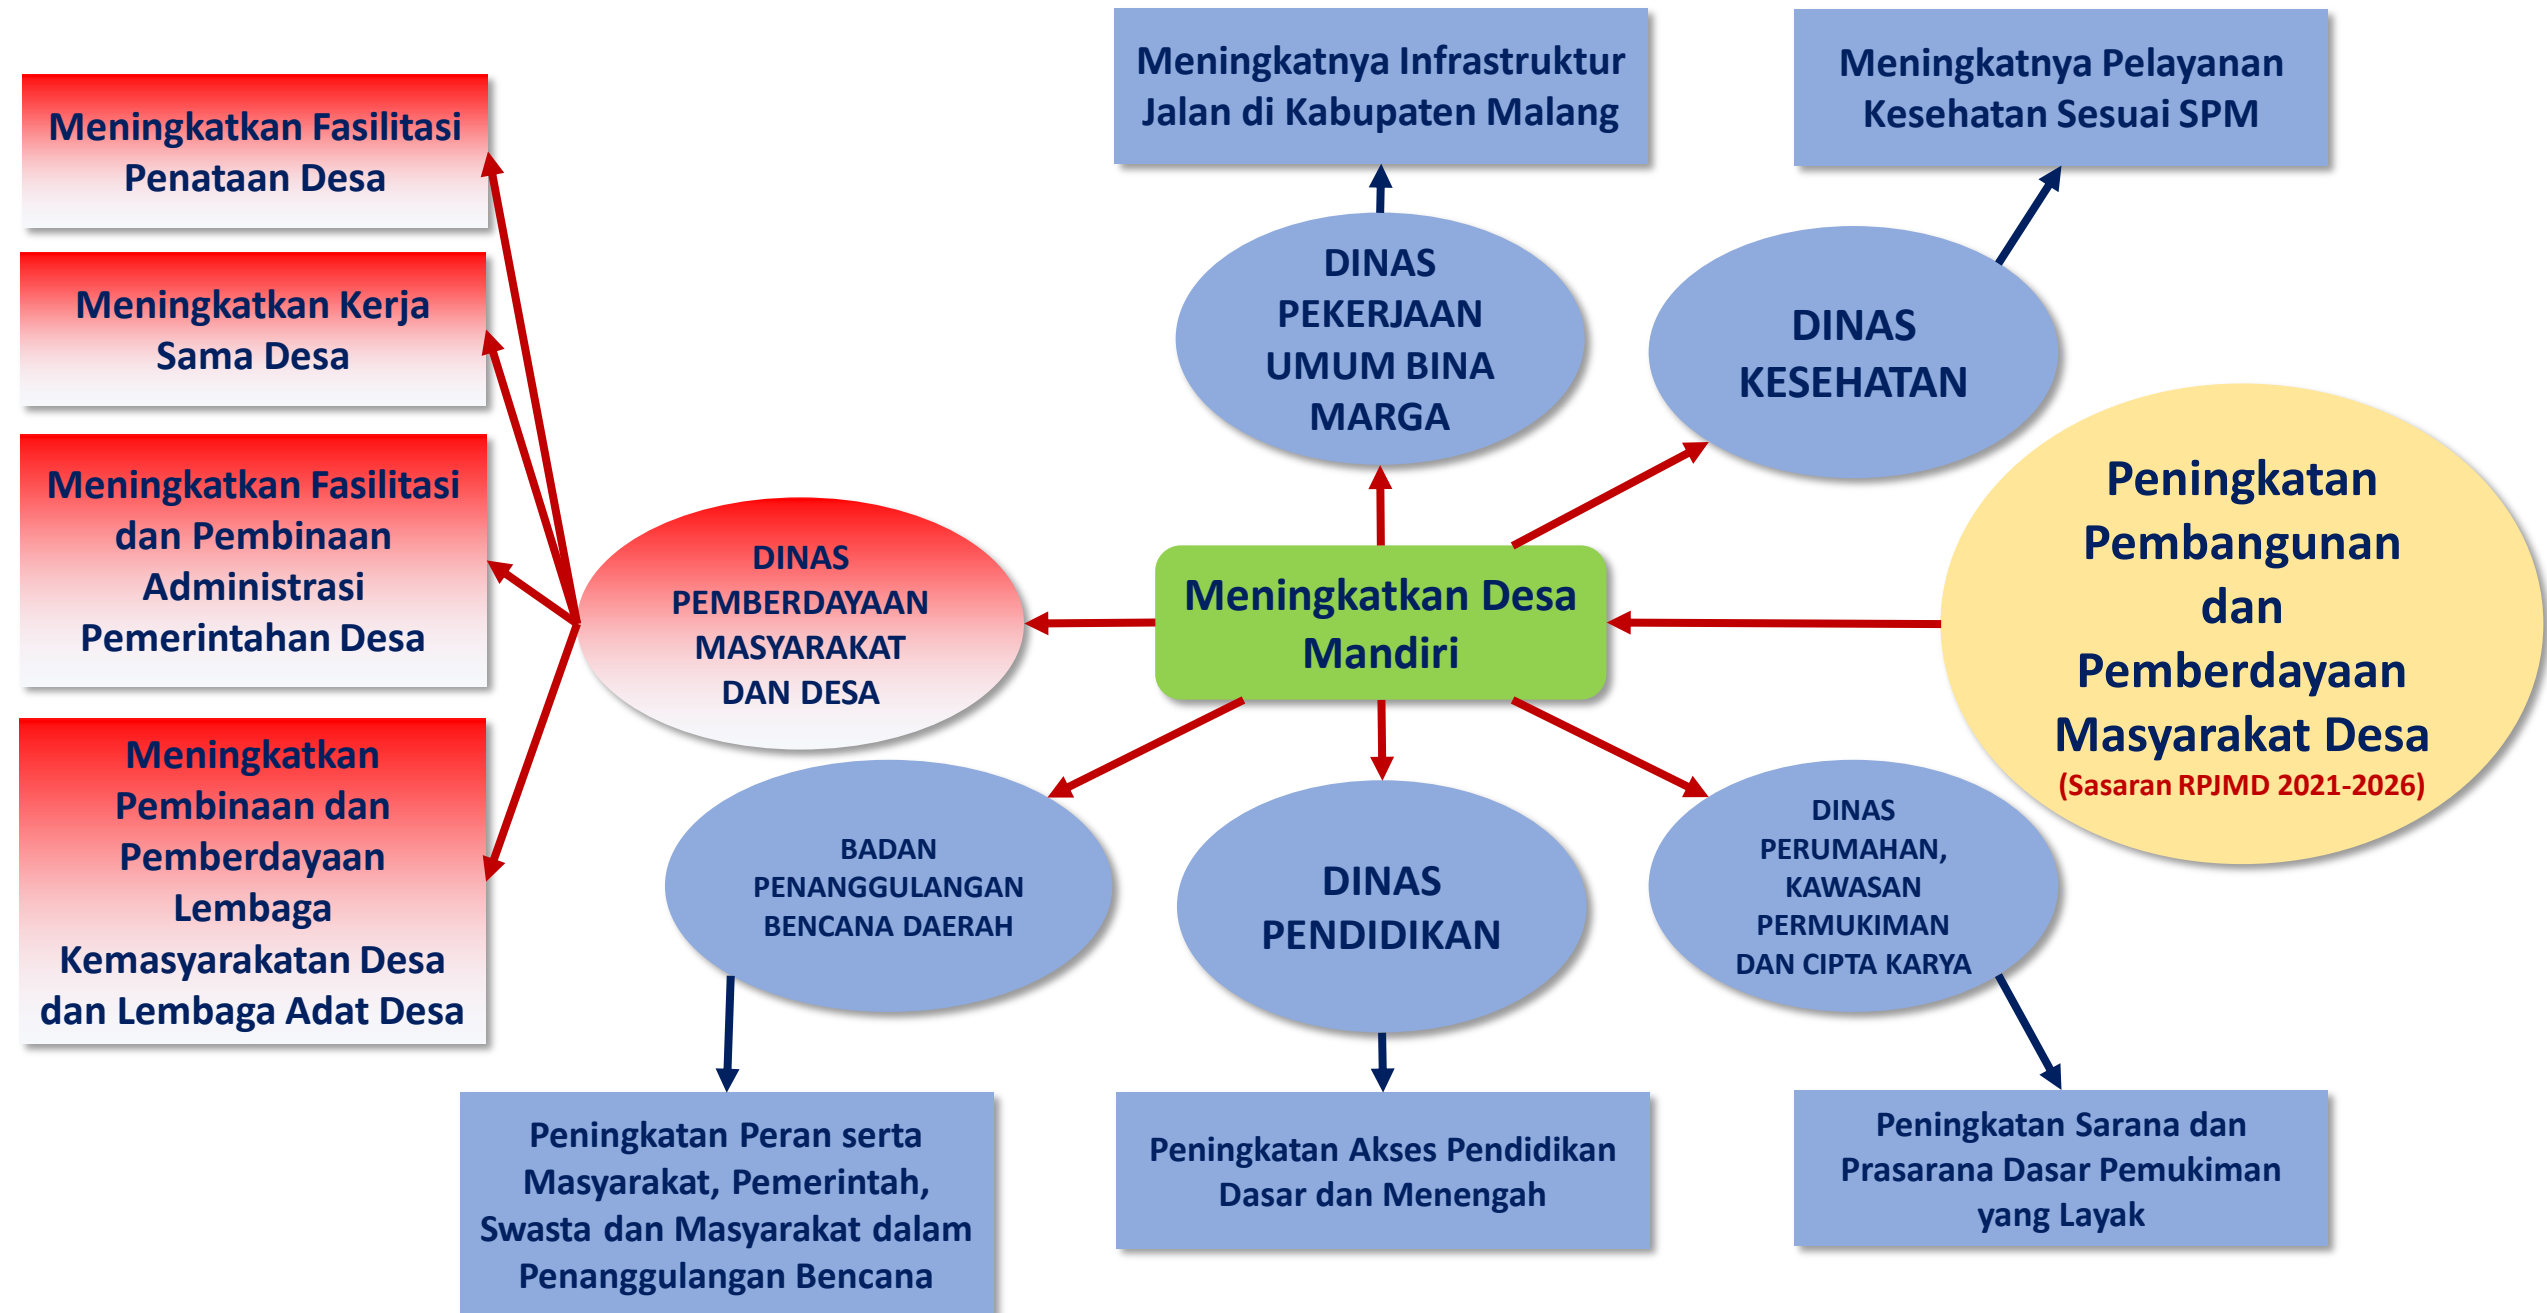 Meningkatnya Infrastruktur
Jalan di Kabupaten Malang
Meningkatnya Pelayanan
Kesehatan Sesuai SPM
Meningkatkan Fasilitasi
Penataan Desa
Meningkatkan Kerja
Sama Desa
Meningkatkan Fasilitasi
dan Pembinaan
Administrasi
Pemerintahan Desa
Meningkatkan
Pembinaan dan
Pemberdayaan
Lembaga
Kemasyarakatan Desa
dan Lembaga Adat Desa
DINAS
PEMBERDAYAAN
MASYARAKAT
DAN DESA
DINAS
PEKERJAAN
UMUM BINA
MARGA
DINAS
KESEHATAN
Meningkatkan Desa
Mandiri
Peningkatan
Pembangunan
dan
Pemberdayaan
Masyarakat Desa
(Sasaran RPJMD 2021-2026)
BADAN
PENANGGULANGAN
BENCANA DAERAH
DINAS
PENDIDIKAN
DINAS
PERUMAHAN,
KAWASAN
PERMUKIMAN
DAN CIPTA KARYA
Peningkatan Peran serta
Masyarakat, Pemerintah,
Swasta dan Masyarakat dalam
Penanggulangan Bencana
Peningkatan Akses Pendidikan
Dasar dan Menengah
Peningkatan Sarana dan
Prasarana Dasar Pemukiman
yang Layak